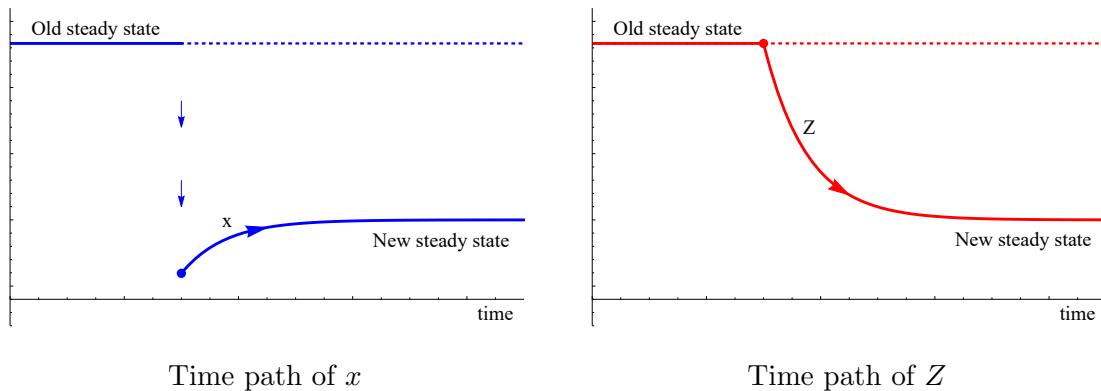 Old steady state
x
New steady state
time
Time path of x
Old steady state
Z
New steady state
time
Time path of Z